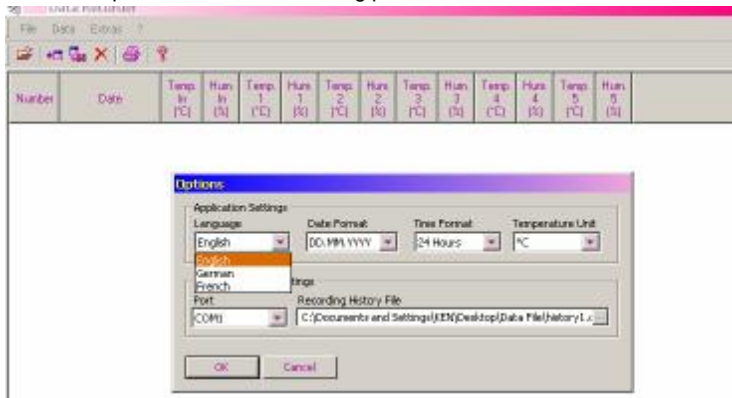 Data Recorder
File Data Extras ?
Number Date Temp. In (°C) Hum In (%) Temp. 1 (°C) Hum. 1 (%) Temp. 2 (°C) Hum. 2 (%) Temp. 3 (°C) Hum. 3 (%) Temp. 4 (°C) Hum. 4 (%) Temp. 5 (°C) Hum. 5 (%)
Options
Application Settings
Language Date Format Time Format Temperature Unit
English DD.MM.YYYY 24 Hours °C
English
German
French
Port Recording History File
COM1 C:\Documents and Settings\KEN\Desktop\Data File\history1.
OK Cancel